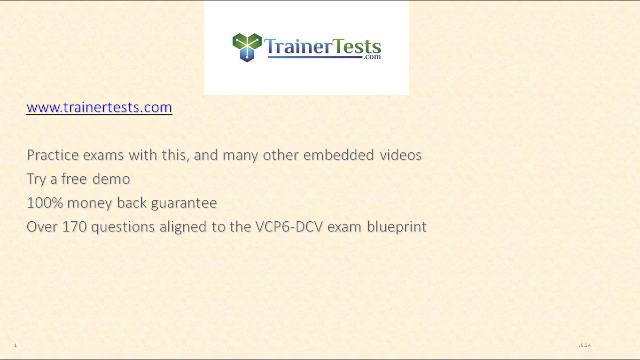 TrainerTests
.com
www.trainertests.com
Practice exams with this, and many other embedded videos
Try a free demo
100% money back guarantee
Over 170 questions aligned to the VCP6-DCV exam blueprint
1